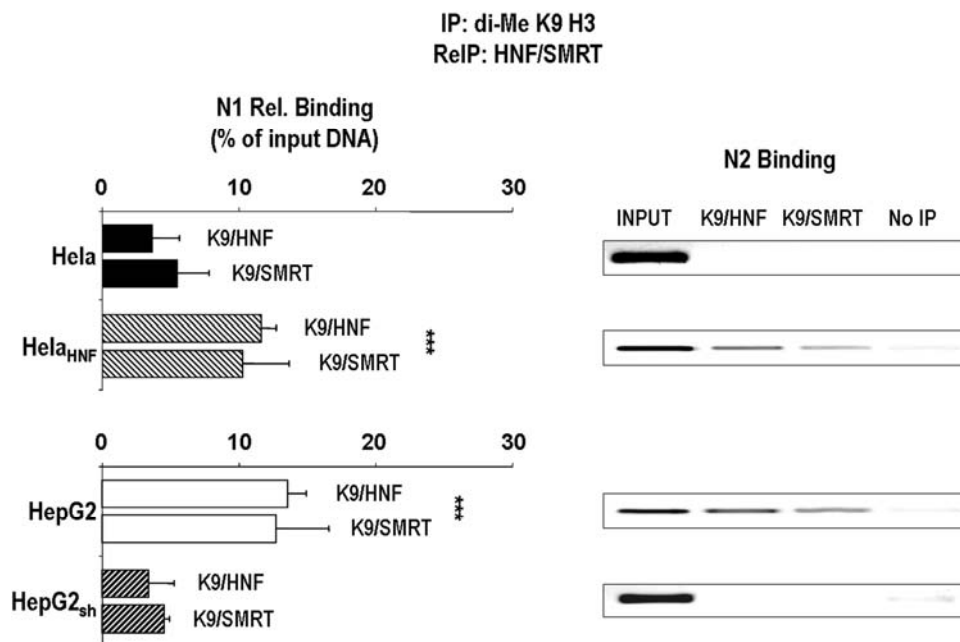 IP: di-Me K9 H3
ReIP: HNF/SMRT
N1 Rel. Binding
(% of input DNA)
0 10 20 30
Hela
K9/HNF
K9/SMRT
Hela HNF
K9/HNF
K9/SMRT
***
0 10 20 30
HepG2
K9/HNF
K9/SMRT
***
HepG2sh
K9/HNF
K9/SMRT
N2 Binding
INPUT K9/HNF K9/SMRT No IP